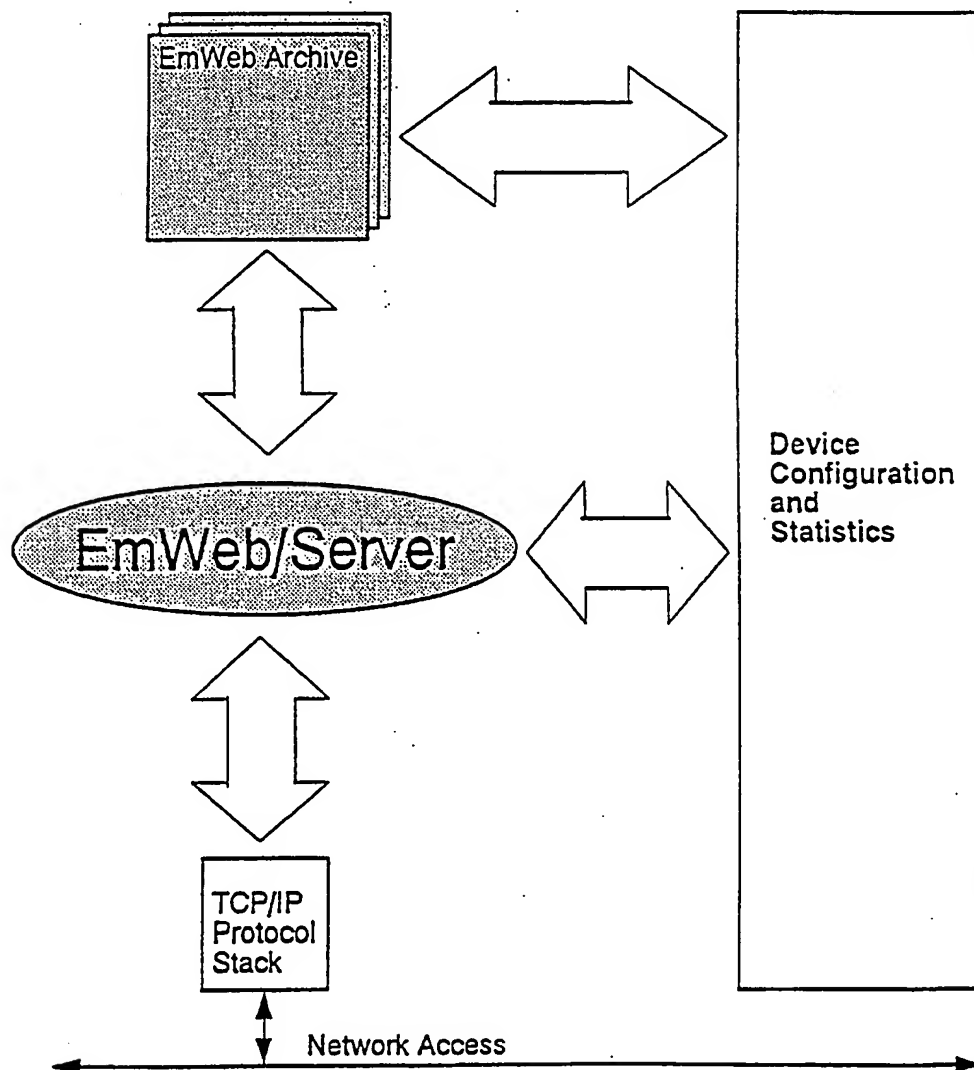 EmWeb Archive
Device
Configuration
and
Statistics
EmWeb/Server
TCP/IP
Protocol
Stack
Network Access